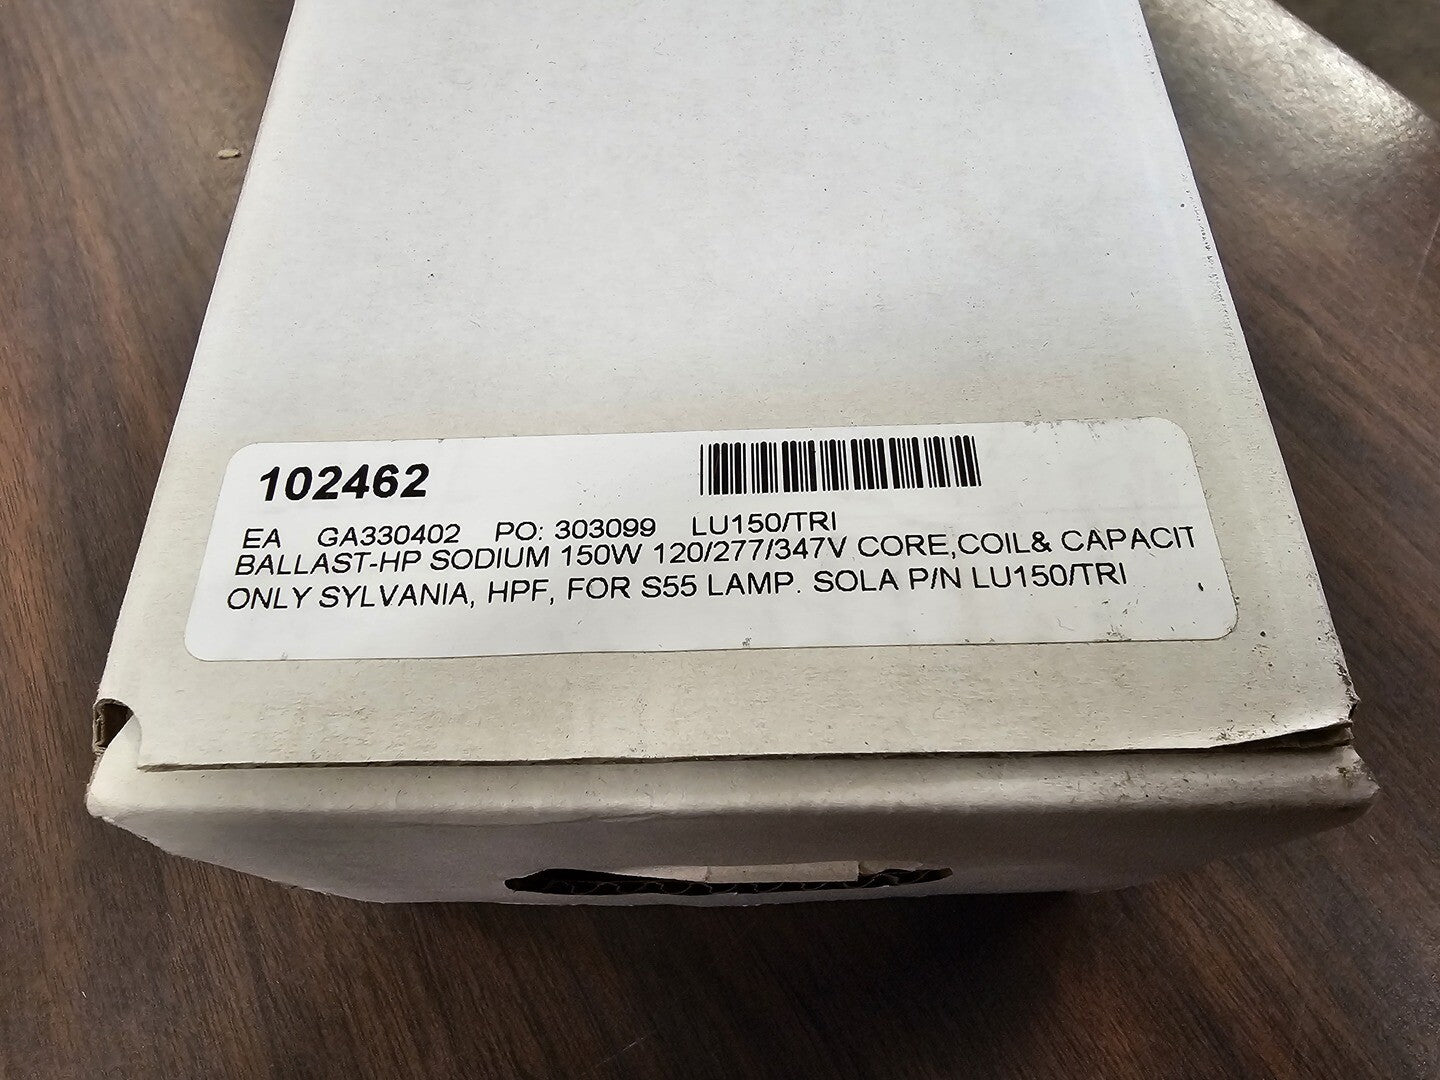 102462
EA GA330402 PO: 303099 LU150/TRI
BALLAST-HP SODIUM 150W 120/277/347V CORE,COIL& CAPACIT
ONLY SYLVANIA, HPF, FOR S55 LAMP. SOLA P/N LU150/TRI